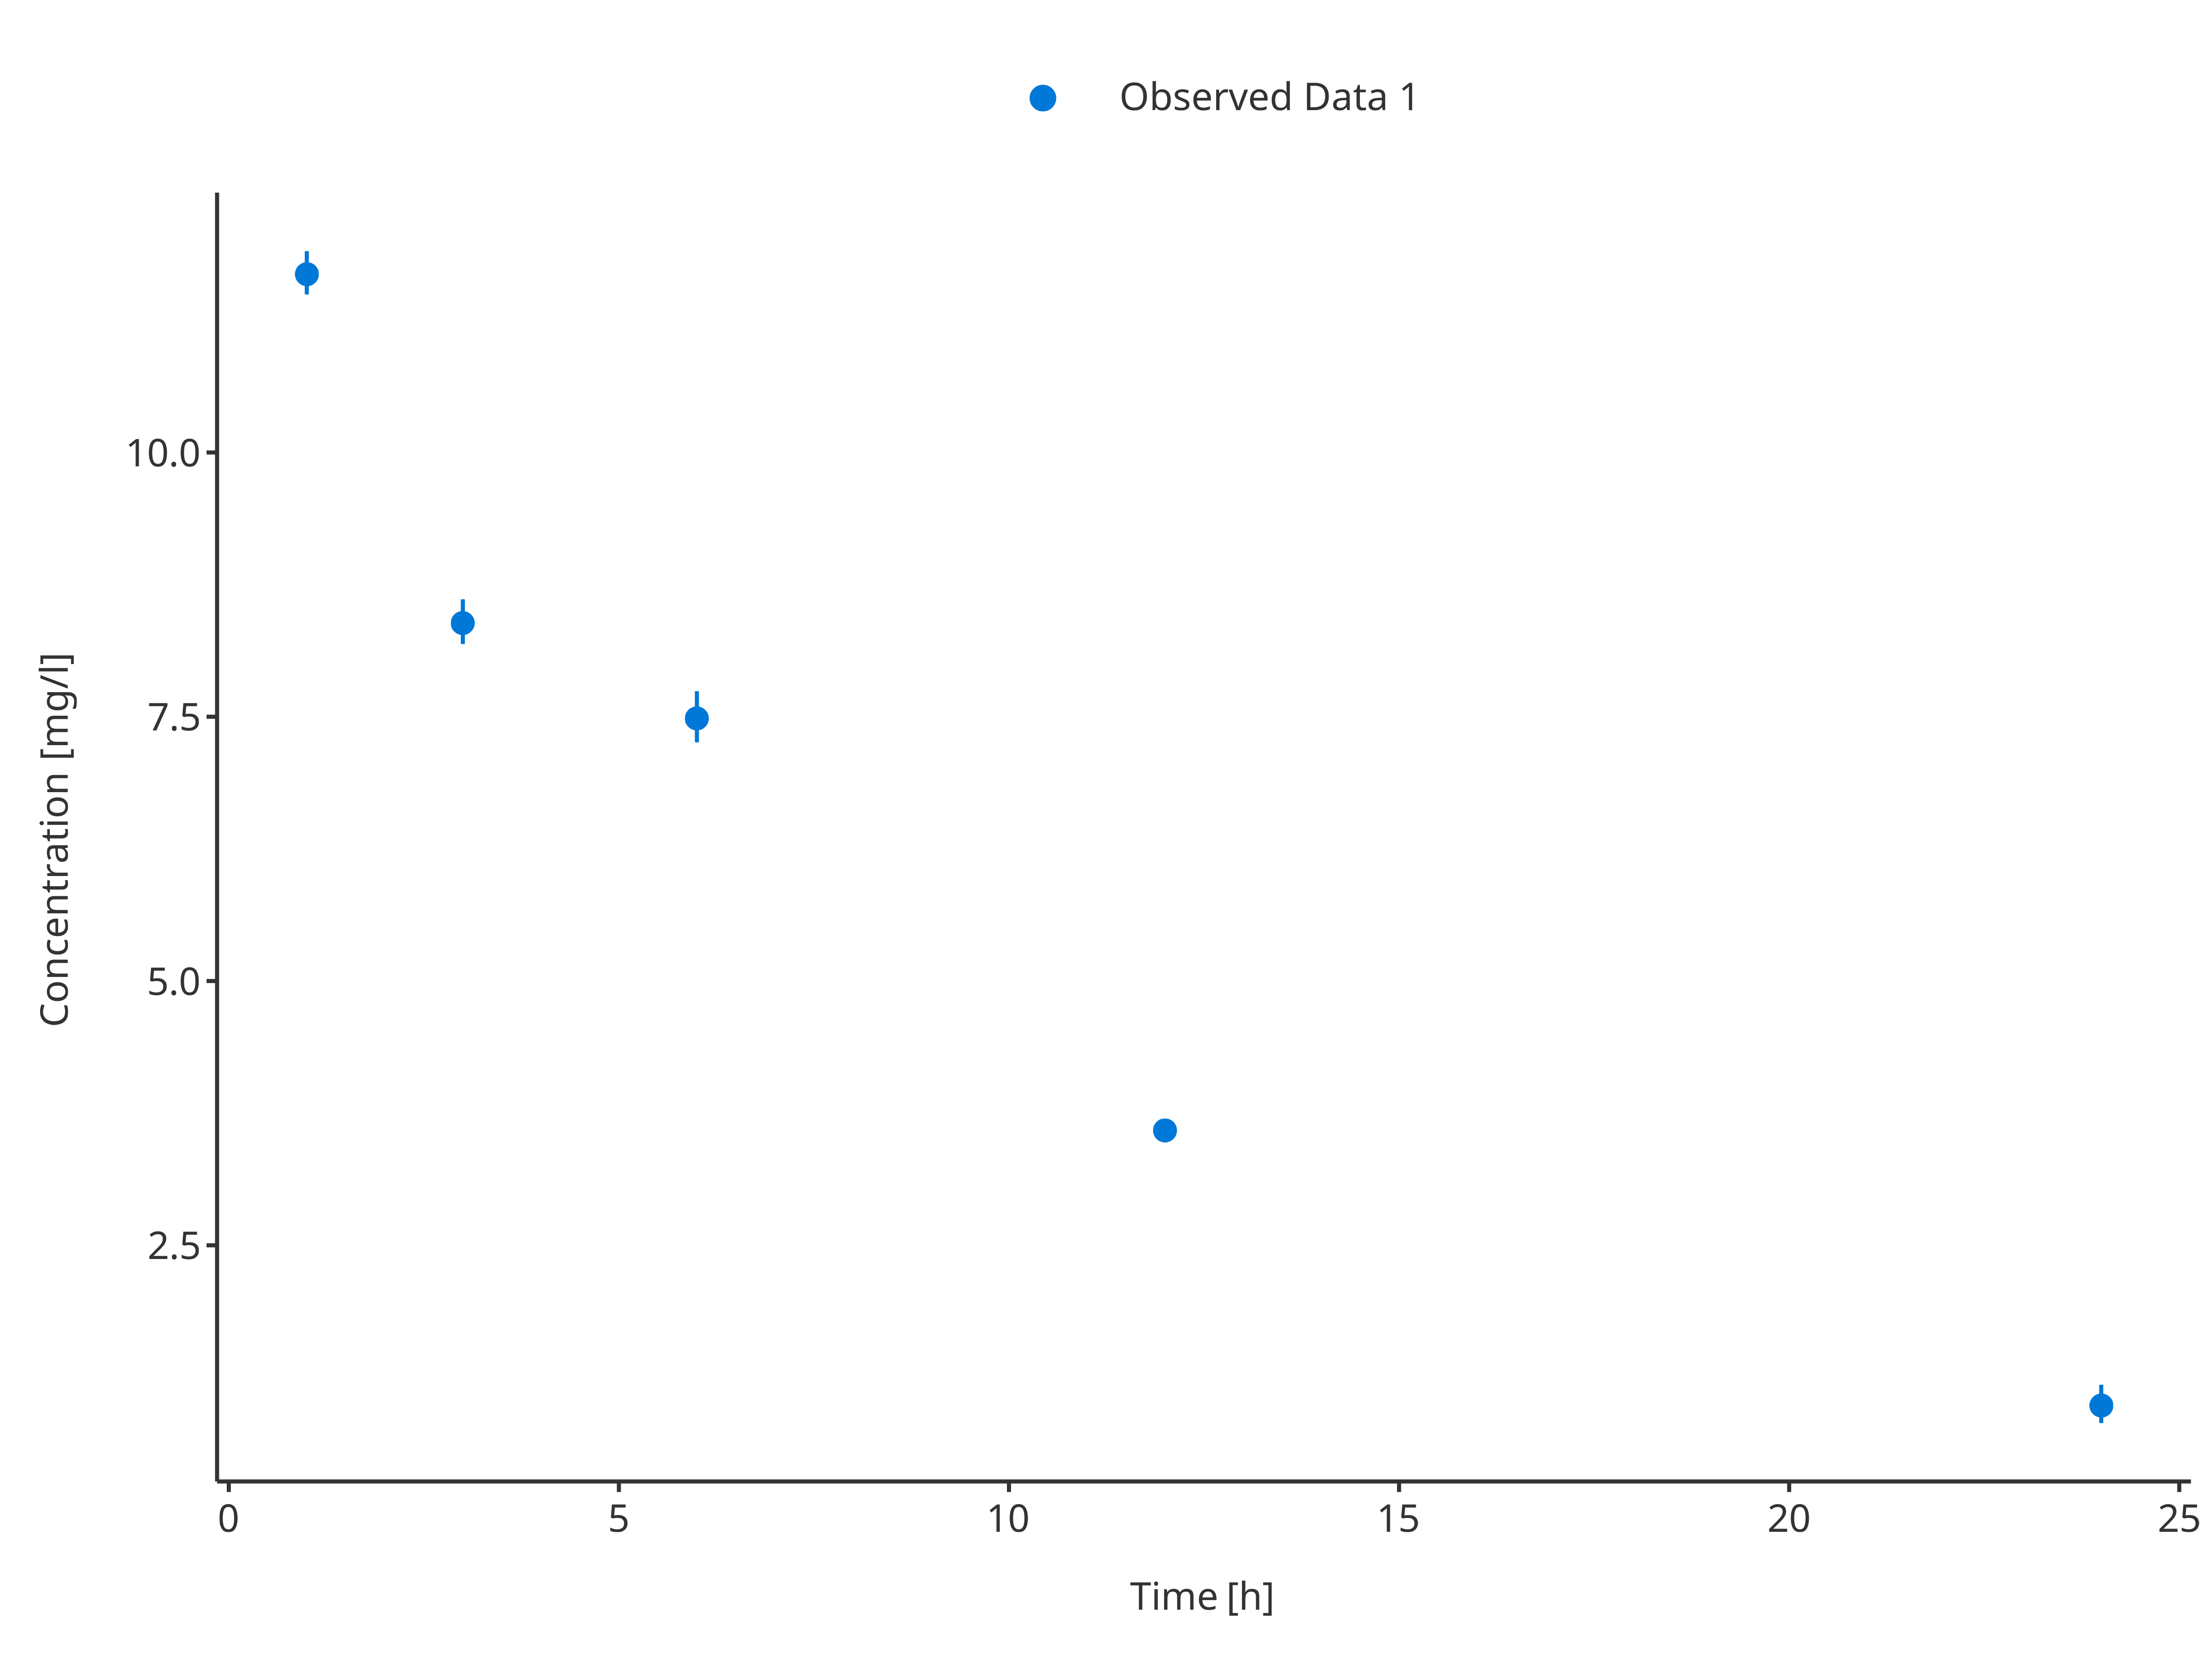 Observed Data 1
10.0
7.5
5.0
2.5
Concentration [mg/l]
0 5 10 15 20 25
Time [h]